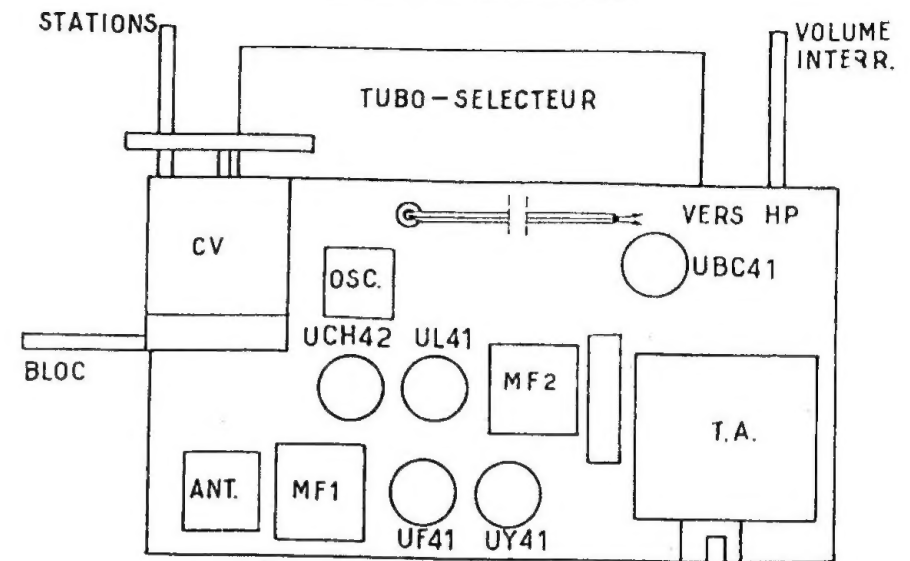 STATIONS
VOLUME
INTERR.
TUBO-SELECTEUR
VERS HP
CV
UBC41
OSC.
UCH42 UL41
BLOC
MF2
T.A.
ANT. MF1
UF41 UY41